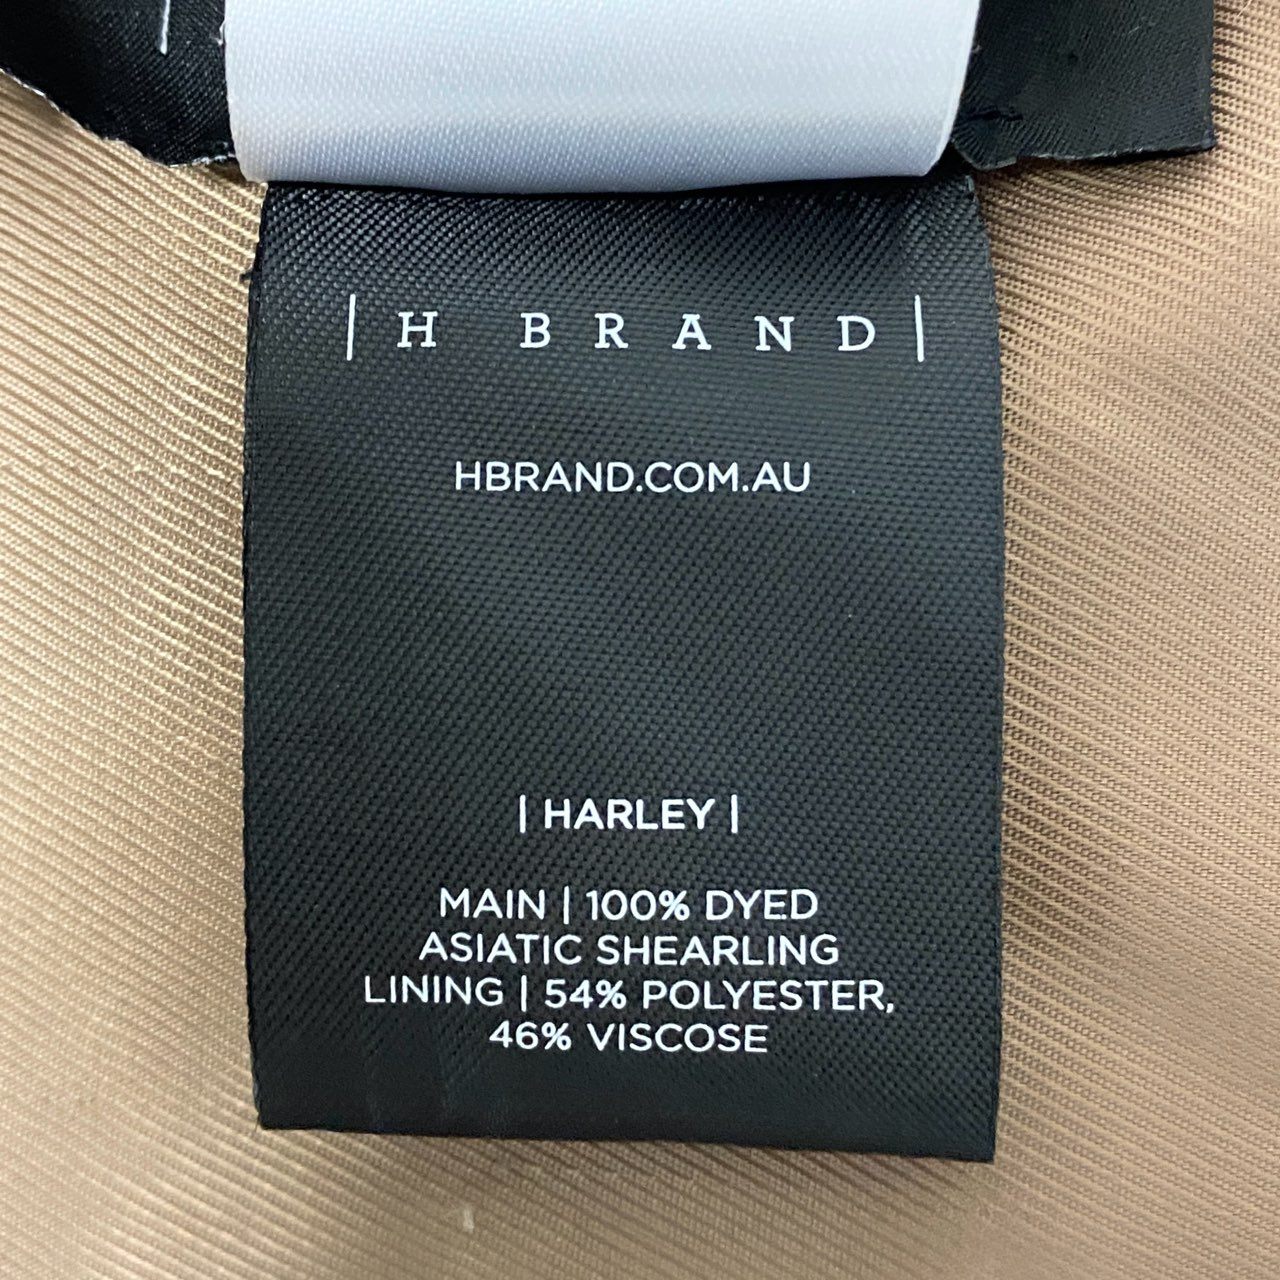 | H BRAND |
HBRAND.COM.AU
| HARLEY |
MAIN | 100% DYED
ASIATIC SHEARLING
LINING | 54% POLYESTER,
46% VISCOSE